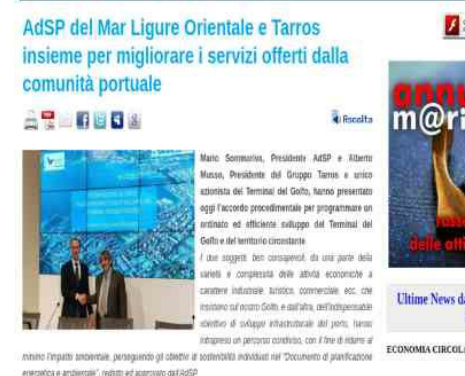 AdSP del Mar Ligure Orientale e Tarros
insieme per migliorare i servizi offerti dalla
comunità portuale
Ascolta
Mario Sommariva, Presidente AdSP e Alberto
Musso, Presidente del Gruppo Tarros e unico
azionista del Terminal del Golfo, hanno presentato
oggi l'accordo procedimentale per programmare un
ordinato ed efficiente sviluppo del Terminal del
Golfo e del territorio circostante
I due soggetti, ben consapevoli, da una parte della
varietà e complessità delle attività economiche a
carattere industriale, turistico, commerciale, ecc, che
insistono sul nostro Golfo, e dall'altra, dell'indispensabile
obiettivo di sviluppo infrastrutturale del porto, hanno
intrapreso un percorso condiviso, con il fine di ridurre al
minimo l'impatto ambientale, perseguendo gli obiettivi di sostenibilità individuati nel "Documento di pianificazione
energetica e ambientale", redatto ed approvato dall'AdSP
m@ri
delle atti
Ultime News da
ECONOMIA CIRCOLA